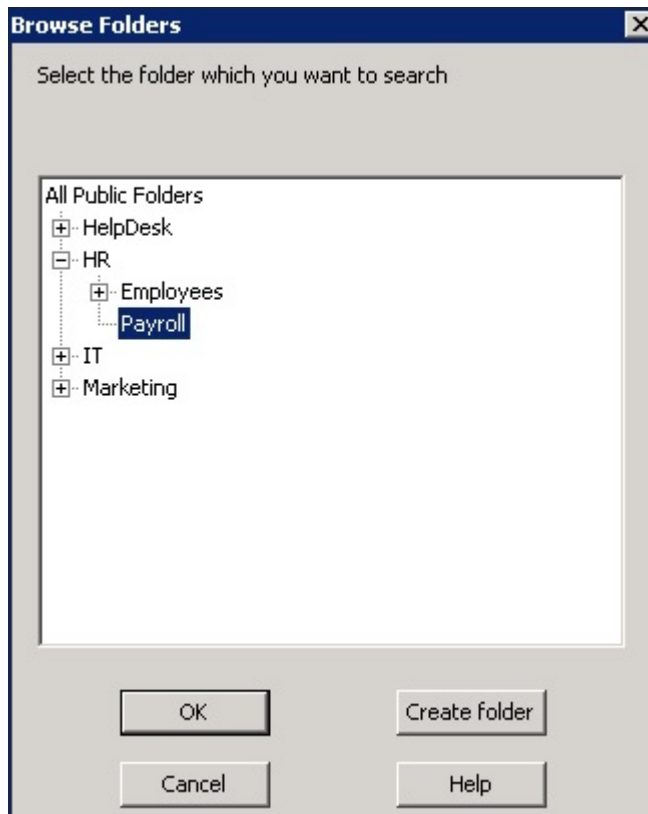 Browse Folders
Select the folder which you want to search
All Public Folders
HelpDesk
HR
Employees
Payroll
IT
Marketing
OK
Create folder
Cancel
Help